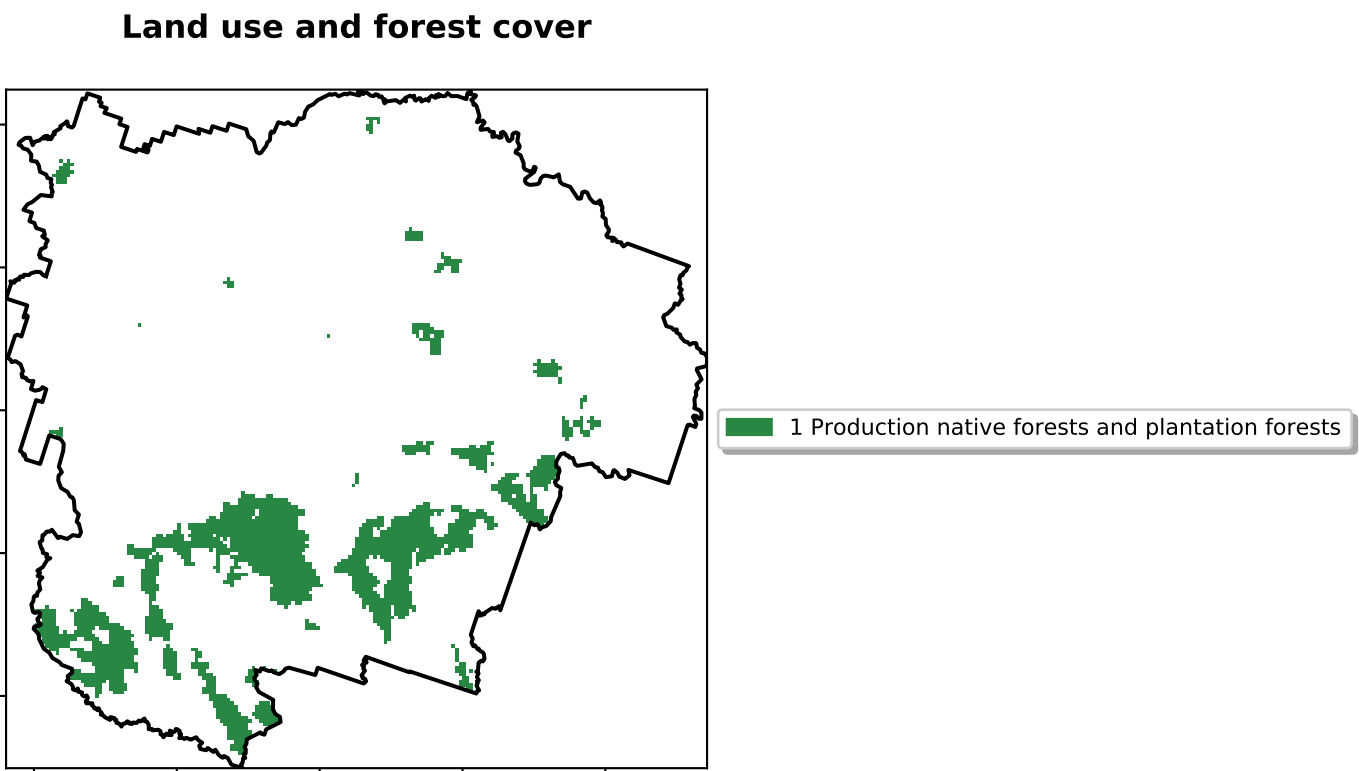 Land use and forest cover
1 Production native forests and plantation forests